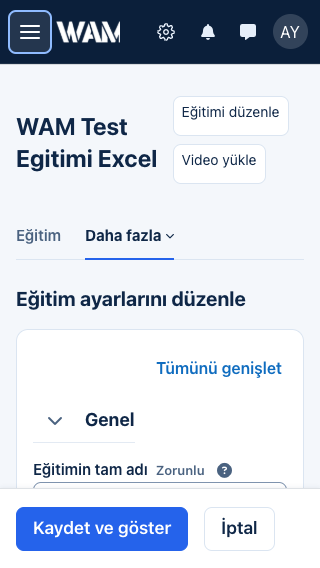 WAM
AY
WAM Test
Egitimi Excel
Eğitimi düzenle
Video yükle
Eğitim
Daha fazla
Eğitim ayarlarını düzenle
Tümünü genişlet
Genel
Eğitimin tam adı Zorunlu ?
Kaydet ve göster
İptal